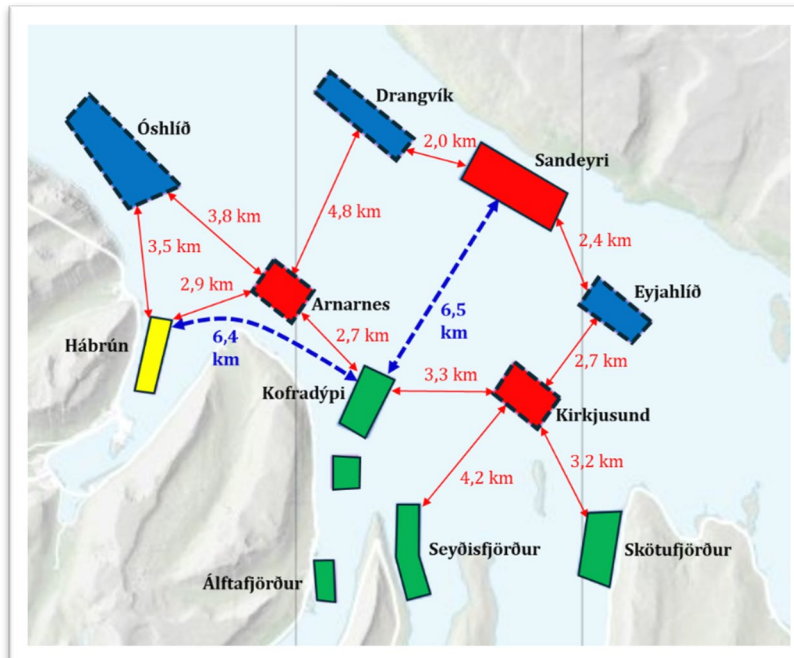 Drangvík
Óshlíð
2,0 km
Sandeyri
3,8 km
4,8 km
3,5 km
2,4 km
2,9 km
Eyjahlíð
Arnarnes
6,5
km
Hábrún
6,4
km
2,7 km
2,7 km
Kofradýpi
3,3 km
Kirkjusund
3,2 km
4,2 km
Seyðisfjörður
Skötufjörður
Álftafjörður